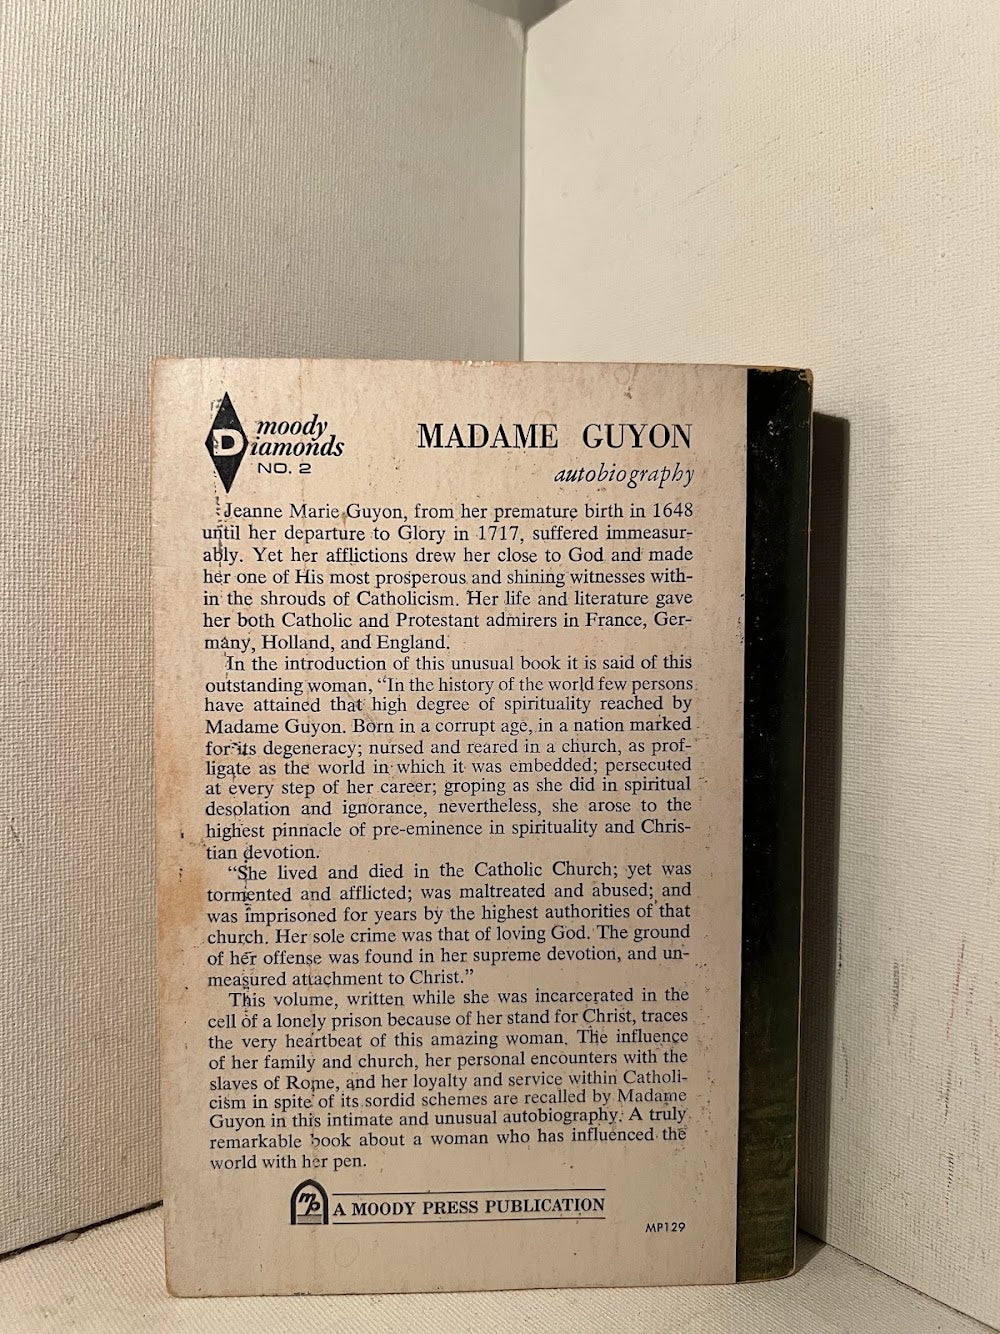 moody
Diamonds
NO. 2
MADAME GUYON
autobiography
Jeanne Marie Guyon, from her premature birth in 1648
until her departure to Glory in 1717, suffered immeasur-
ably. Yet her afflictions drew her close to God and made
her one of His most prosperous and shining witnesses with-
in the shrouds of Catholicism. Her life and literature gave
her both Catholic and Protestant admirers in France, Ger-
many, Holland, and England.
In the introduction of this unusual book it is said of this
outstanding woman, “In the history of the world few persons
have attained that high degree of spirituality reached by
Madame Guyon. Born in a corrupt age, in a nation marked
for its degeneracy; nursed and reared in a church, as prof-
ligate as the world in which it was embedded; persecuted
at every step of her career; groping as she did in spiritual
desolation and ignorance, nevertheless, she arose to the
highest pinnacle of pre-eminence in spirituality and Chris-
tian devotion.
“She lived and died in the Catholic Church; yet was
tormented and afflicted; was maltreated and abused; and
was imprisoned for years by the highest authorities of that
church. Her sole crime was that of loving God. The ground
of her offense was found in her supreme devotion, and un-
measured attachment to Christ.”
This volume, written while she was incarcerated in the
cell of a lonely prison because of her stand for Christ, traces
the very heartbeat of this amazing woman. The influence
of her family and church, her personal encounters with the
slaves of Rome, and her loyalty and service within Catholi-
cism in spite of its sordid schemes are recalled by Madame
Guyon in this intimate and unusual autobiography. A truly
remarkable book about a woman who has influenced the
world with her pen.
mp
A MOODY PRESS PUBLICATION
MP129